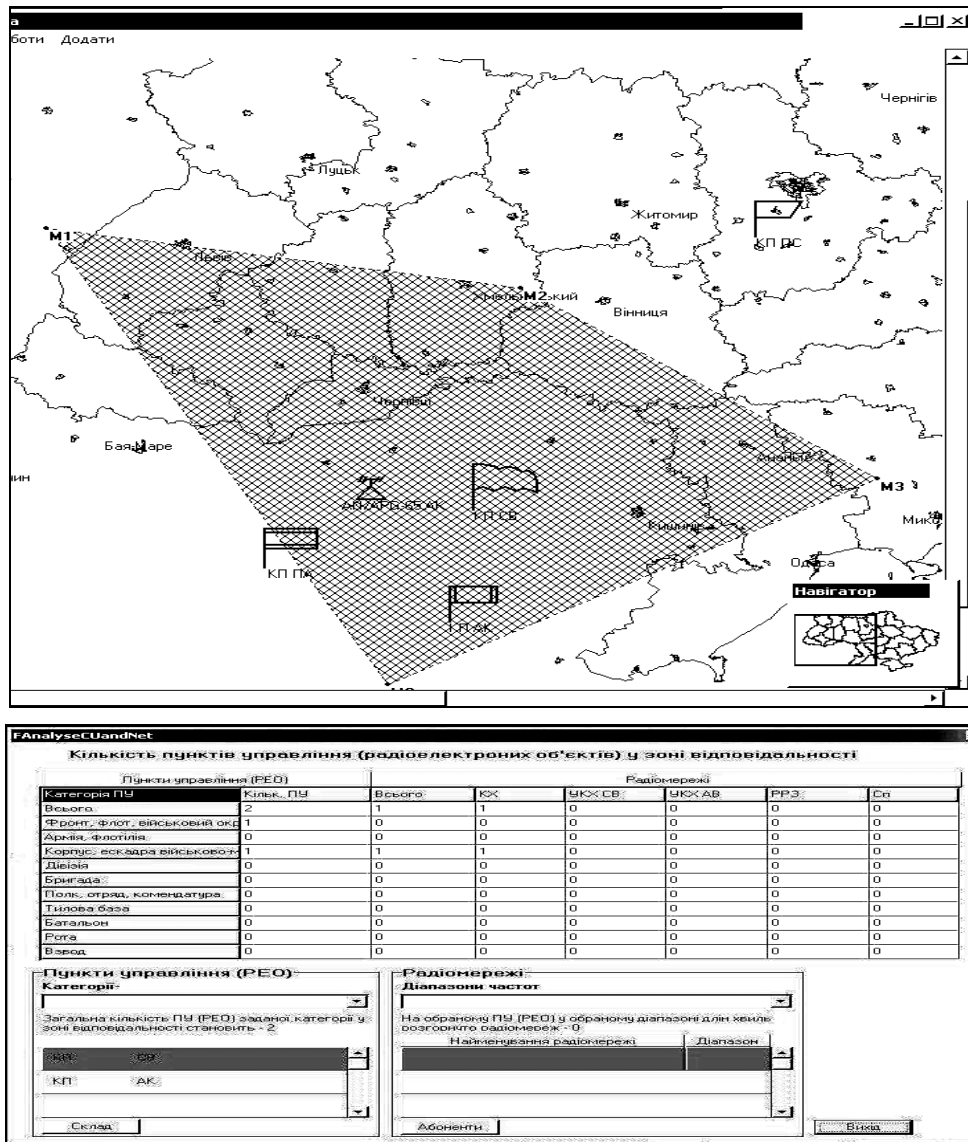 а
боти Додати
Чернігів
Луцьк
Житомир
КП ПС
М1
Львів
М2 ький
Вінниця
Чернівці
Бая-Маре
Ананьїв
ин
М3
AN/APG-65 АК
КП СВ
Кишинів
Мико
КП ПА
Одеса
КП АК
Навігатор
FAnalyseCUandNet
Кількість пунктів управління (радіоелектроних об'єктів) у зоні відповідальності
Пункти управління (РЕО) Радіомережі
Категорія ПУ Кільк. ПУ Всього КХ УКХ СВ УКХ АВ РРЗ Сп
Всього 2 1 1 0 0 0 0
Фронт, флот, військовий окр 1 0 0 0 0 0 0
Армія, флотілія 0 0 0 0 0 0 0
Корпус, ескадра військово-м 1 1 1 0 0 0 0
Дівізія 0 0 0 0 0 0 0
Бригада 0 0 0 0 0 0 0
Полк, отряд, комендатура 0 0 0 0 0 0 0
Тилова база 0 0 0 0 0 0 0
Батальон 0 0 0 0 0 0 0
Рота 0 0 0 0 0 0 0
Взвод 0 0 0 0 0 0 0
Пункти управління (РЕО) Радіомережі
Категорії Діапазони частот
Загальна кількість ПУ (РЕО) заданої категорії у
зоні відповідальності становить - 2
На обраному ПУ (РЕО) у обраному діапазоні длін хвиль
розгорнуто радіомереж - 0
Найменування радіомережі Діапазон
КП СВ
КП АК
Склад Абоненти Вихід